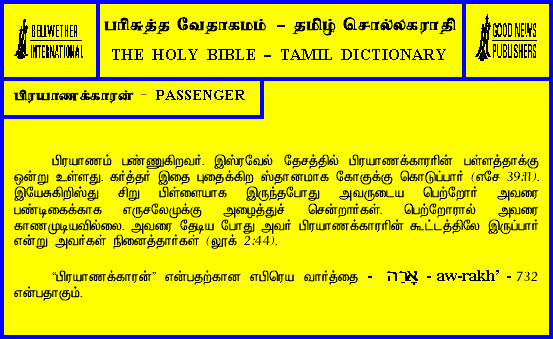 BELLWETHER
INTERNATIONAL
பரிசுத்த வேதாகமம் – தமிழ் சொல்லகராதி
THE HOLY BIBLE – TAMIL DICTIONARY
GOOD NEWS
PUBLISHERS
பிரயாணக்காரன் – PASSENGER
பிரயாணம் பண்ணுகிறவர். இஸ்ரவேல் தேசத்தில் பிரயாணக்காரரின் பள்ளத்தாக்கு
ஒன்று உள்ளது. கர்த்தர் இதை புதைக்கிற ஸ்தானமாக கோகுக்கு கொடுப்பார் (எசே 39:11).
இயேசுகிறிஸ்து சிறு பிள்ளையாக இருந்தபோது அவருடைய பெற்றோர் அவரை
பண்டிகைக்காக எருசலேமுக்கு அழைத்துச் சென்றார்கள். பெற்றோரால் அவரை
காணமுடியவில்லை. அவரை தேடிய போது அவர் பிரயாணக்காரரின் கூட்டத்திலே இருப்பார்
என்று அவர்கள் நினைத்தார்கள் (லூக் 2:44).
“பிரயாணக்காரன்” என்பதற்கான எபிரெய வார்த்தை - אָרַה - aw-rakh’ - 732
என்பதாகும்.